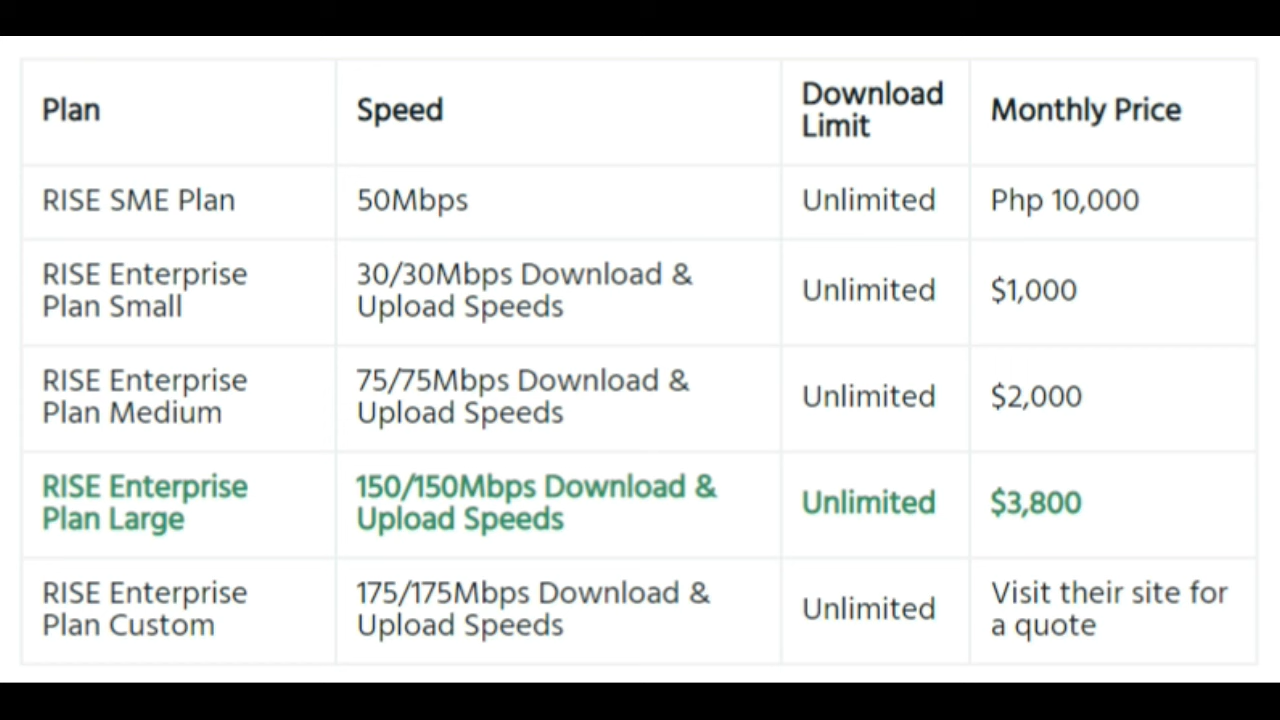 Plan
Speed
Download
Limit
Monthly Price
RISE SME Plan
50Mbps
Unlimited
Php 10,000
RISE Enterprise
Plan Small
30/30Mbps Download &
Upload Speeds
Unlimited
$1,000
RISE Enterprise
Plan Medium
75/75Mbps Download &
Upload Speeds
Unlimited
$2,000
RISE Enterprise
Plan Large
150/150Mbps Download &
Upload Speeds
Unlimited
$3,800
RISE Enterprise
Plan Custom
175/175Mbps Download &
Upload Speeds
Unlimited
Visit their site for
a quote